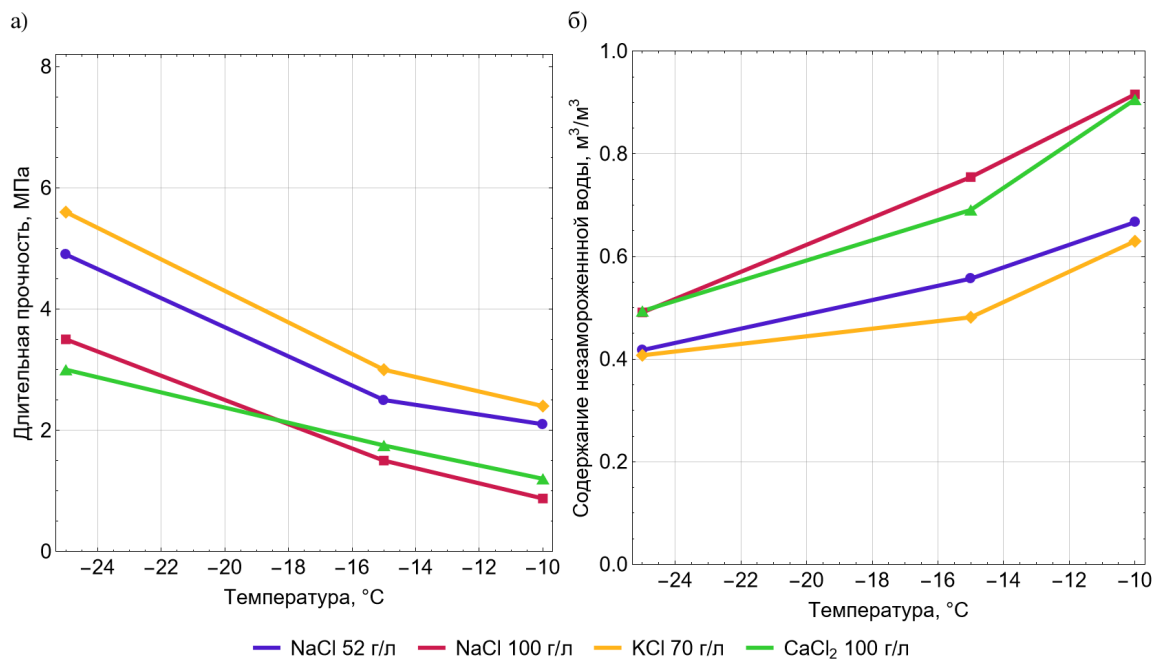 а)
Длительная прочность, МПа
8
6
4
2
0
−24 −22 −20 −18 −16 −14 −12 −10
Температура, °C
б)
Содержание незамороженнной воды, м³/м³
1.0
0.8
0.6
0.4
0.2
0.0
−24 −22 −20 −18 −16 −14 −12 −10
Температура, °C
NaCl 52 г/л NaCl 100 г/л KCl 70 г/л CaCl₂ 100 г/л